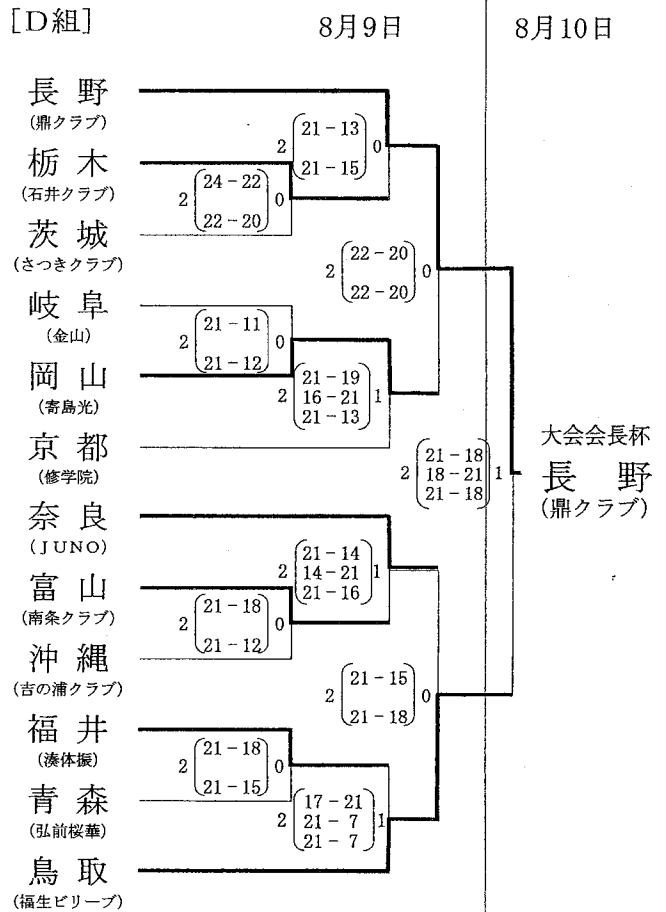 [D組]
8月9日
8月10日
長野
(鼎クラブ)
栃木
(石井クラブ)
茨城
(さつきクラブ)
岐阜
(金山)
岡山
(寄島光)
京都
(修学院)
奈良
(JUNO)
富山
(南条クラブ)
沖縄
(吉の浦クラブ)
福井
(湊体振)
青森
(弘前桜華)
鳥取
(福生ビリーブ)
2 21-13 0
21-15
2 24-22 0
22-20
2 22-20 0
22-20
2 21-11 0
21-12
2 21-19 1
16-21
21-13
2 21-18 1
18-21
21-18
2 21-14 1
14-21
21-16
2 21-18 0
21-12
2 21-15 0
21-18
2 21-18 0
21-15
2 17-21 1
21-7
21-7
大会会長杯
長野
(鼎クラブ)